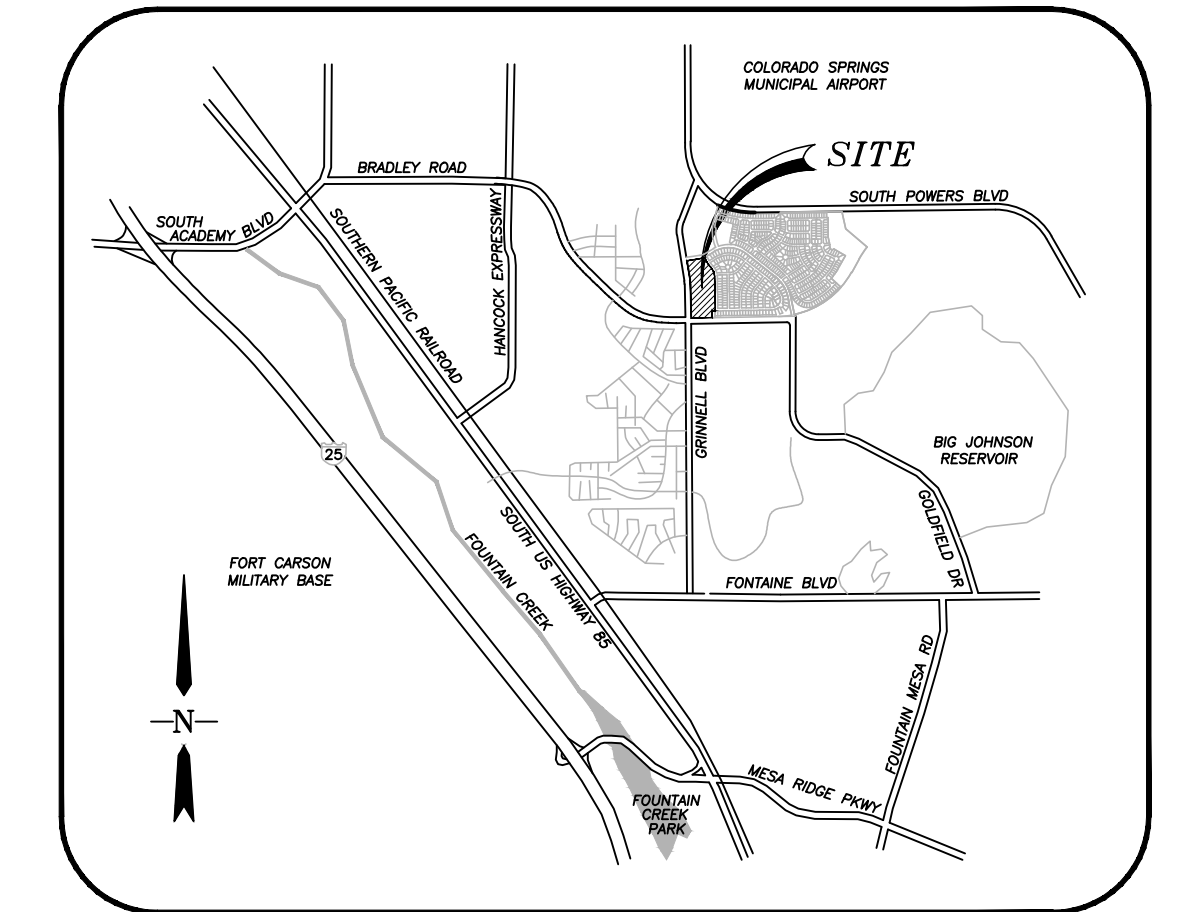 COLORADO SPRINGS
MUNICIPAL AIRPORT
SITE
BRADLEY ROAD
SOUTH POWERS BLVD
SOUTH
ACADEMY BLVD
SOUTHERN PACIFIC RAILROAD
HANCOCK EXPRESSWAY
GRINNELL BLVD
BIG JOHNSON
RESERVOIR
25
GOLDFIELD DR
SOUTH US HIGHWAY 85
FOUNTAIN CREEK
FORT CARSON
MILITARY BASE
FONTAINE BLVD
FOUNTAIN MESA RD
N
MESA RIDGE PKWY
FOUNTAIN
CREEK
PARK